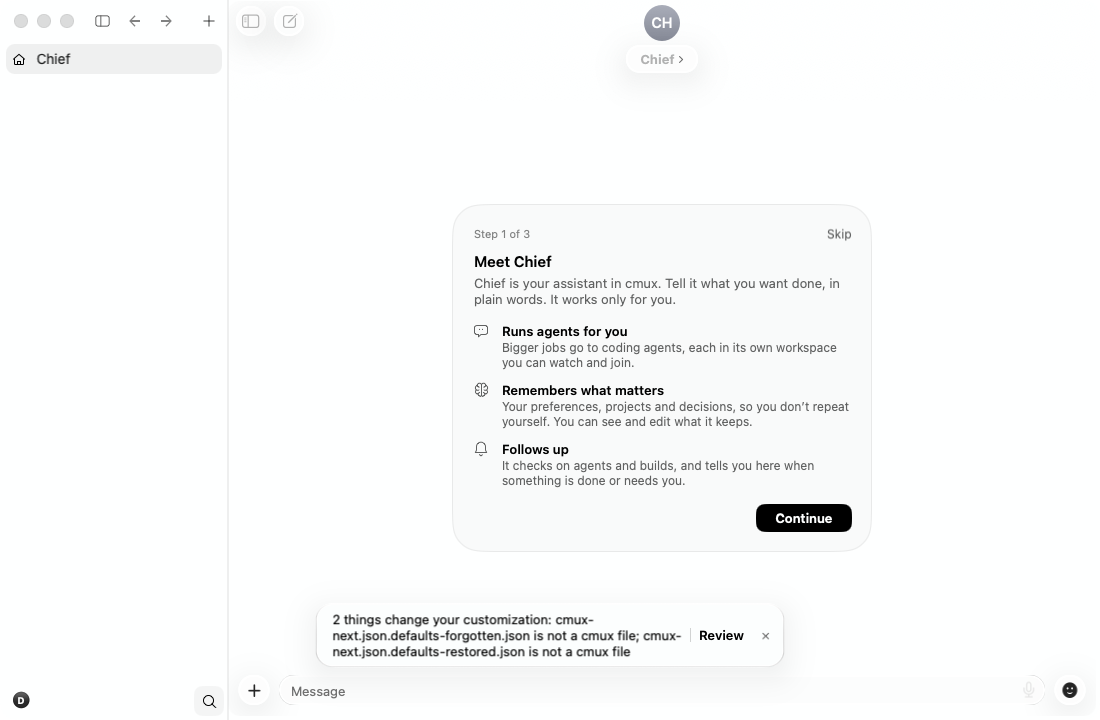 CH
Chief
Chief
Step 1 of 3
Skip
Meet Chief
Chief is your assistant in cmux. Tell it what you want done, in
plain words. It works only for you.
Runs agents for you
Bigger jobs go to coding agents, each in its own workspace
you can watch and join.
Remembers what matters
Your preferences, projects and decisions, so you don’t repeat
yourself. You can see and edit what it keeps.
Follows up
It checks on agents and builds, and tells you here when
something is done or needs you.
Continue
2 things change your customization: cmux-
next.json.defaults-forgotten.json is not a cmux file; cmux-
next.json.defaults-restored.json is not a cmux file
Review
Message
D